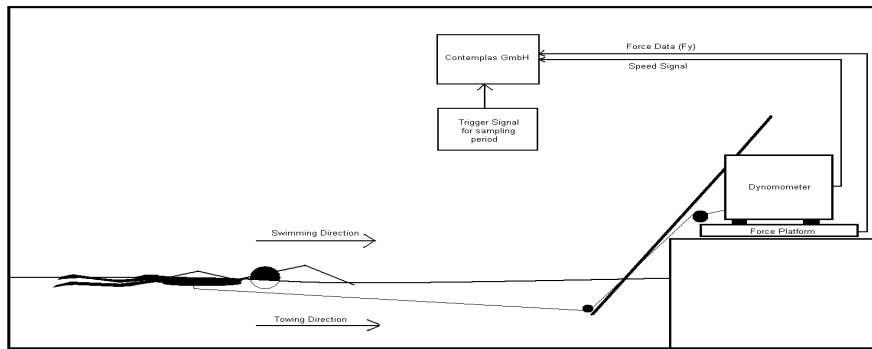 Force Data (Fy)
Contemplas GmbH
Speed Signal
Trigger Signal
for sampling
period
Dynomometer
Swimming Direction
Force Platform
Towing Direction